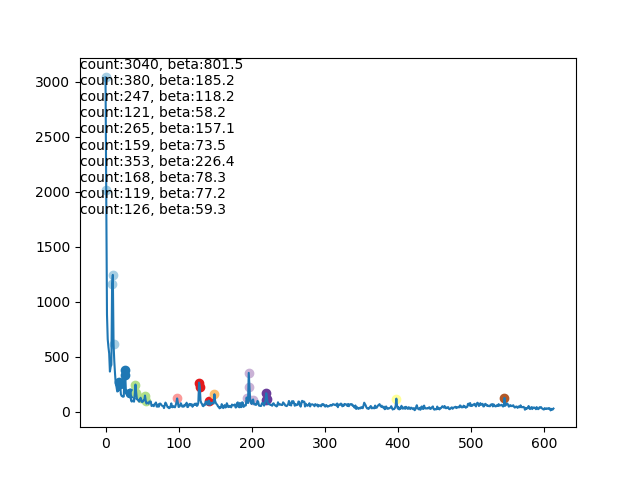 count:3040, beta:801.5
3000
count:380, beta:185.2
count:247, beta:118.2
count:121, beta:58.2
2500
count:265, beta:157.1
count:159, beta:73.5
count:353, beta:226.4
count:168, beta:78.3
2000
count:119, beta:77.2
count:126, beta:59.3
1500
1000
500
0
0 100 200 300 400 500 600